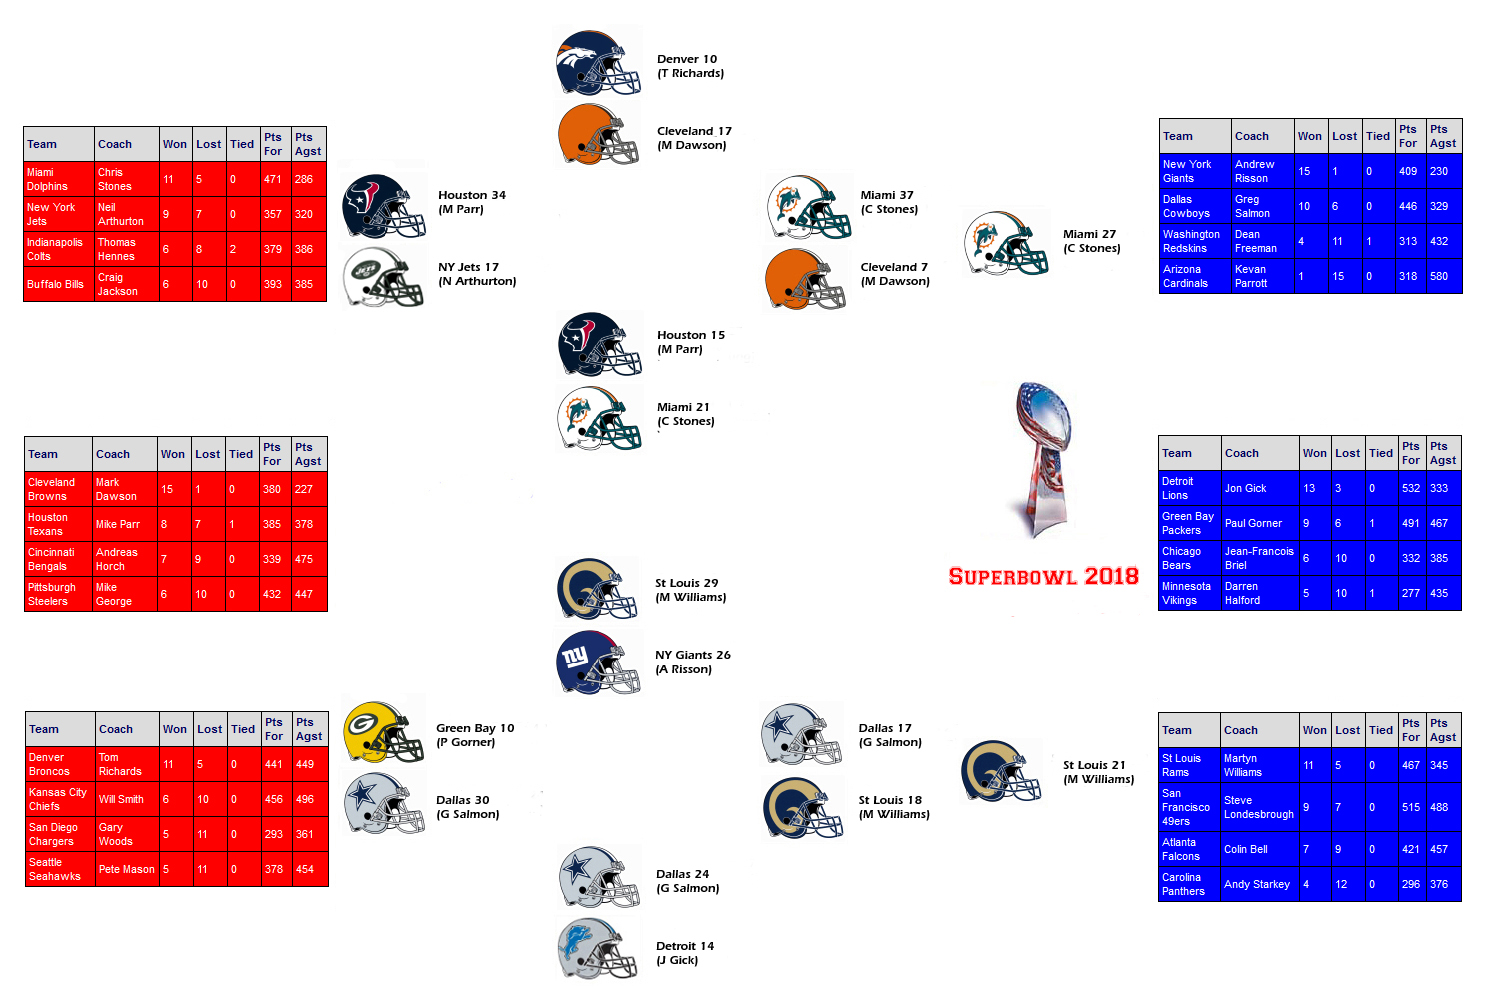 Denver 10
(T Richards)
Cleveland 17
(M Dawson)
Team Coach Won Lost Tied Pts For Pts Agst
Miami Dolphins Chris Stones 11 5 0 471 286
New York Jets Neil Arthurton 9 7 0 357 320
Indianapolis Colts Thomas Hennes 6 8 2 379 386
Buffalo Bills Craig Jackson 6 10 0 393 385
Houston 34
(M Parr)
JETS
NY Jets 17
(N Arthurton)
Miami 37
(C Stones)
Cleveland 7
(M Dawson)
Miami 27
(C Stones)
Team Coach Won Lost Tied Pts For Pts Agst
New York Giants Andrew Risson 15 1 0 409 230
Dallas Cowboys Greg Salmon 10 6 0 446 329
Washington Redskins Dean Freeman 4 11 1 313 432
Arizona Cardinals Kevan Parrott 1 15 0 318 580
Houston 15
(M Parr)
Miami 21
(C Stones)
Team Coach Won Lost Tied Pts For Pts Agst
Cleveland Browns Mark Dawson 15 1 0 380 227
Houston Texans Mike Parr 8 7 1 385 378
Cincinnati Bengals Andreas Horch 7 9 0 339 475
Pittsburgh Steelers Mike George 6 10 0 432 447
Superbowl 2018
Team Coach Won Lost Tied Pts For Pts Agst
Detroit Lions Jon Gick 13 3 0 532 333
Green Bay Packers Paul Gorner 9 6 1 491 467
Chicago Bears Jean-Francois Briel 6 10 0 332 385
Minnesota Vikings Darren Halford 5 10 1 277 435
St Louis 29
(M Williams)
ny
NY Giants 26
(A Risson)
Team Coach Won Lost Tied Pts For Pts Agst
Denver Broncos Tom Richards 11 5 0 441 449
Kansas City Chiefs Will Smith 6 10 0 456 496
San Diego Chargers Gary Woods 5 11 0 293 361
Seattle Seahawks Pete Mason 5 11 0 378 454
G
Green Bay 10
(P Gorner)
Dallas 30
(G Salmon)
Dallas 17
(G Salmon)
St Louis 18
(M Williams)
St Louis 21
(M Williams)
Team Coach Won Lost Tied Pts For Pts Agst
St Louis Rams Martyn Williams 11 5 0 467 345
San Francisco 49ers Steve Londesbrough 9 7 0 515 488
Atlanta Falcons Colin Bell 7 9 0 421 457
Carolina Panthers Andy Starkey 4 12 0 296 376
Dallas 24
(G Salmon)
Detroit 14
(J Gick)